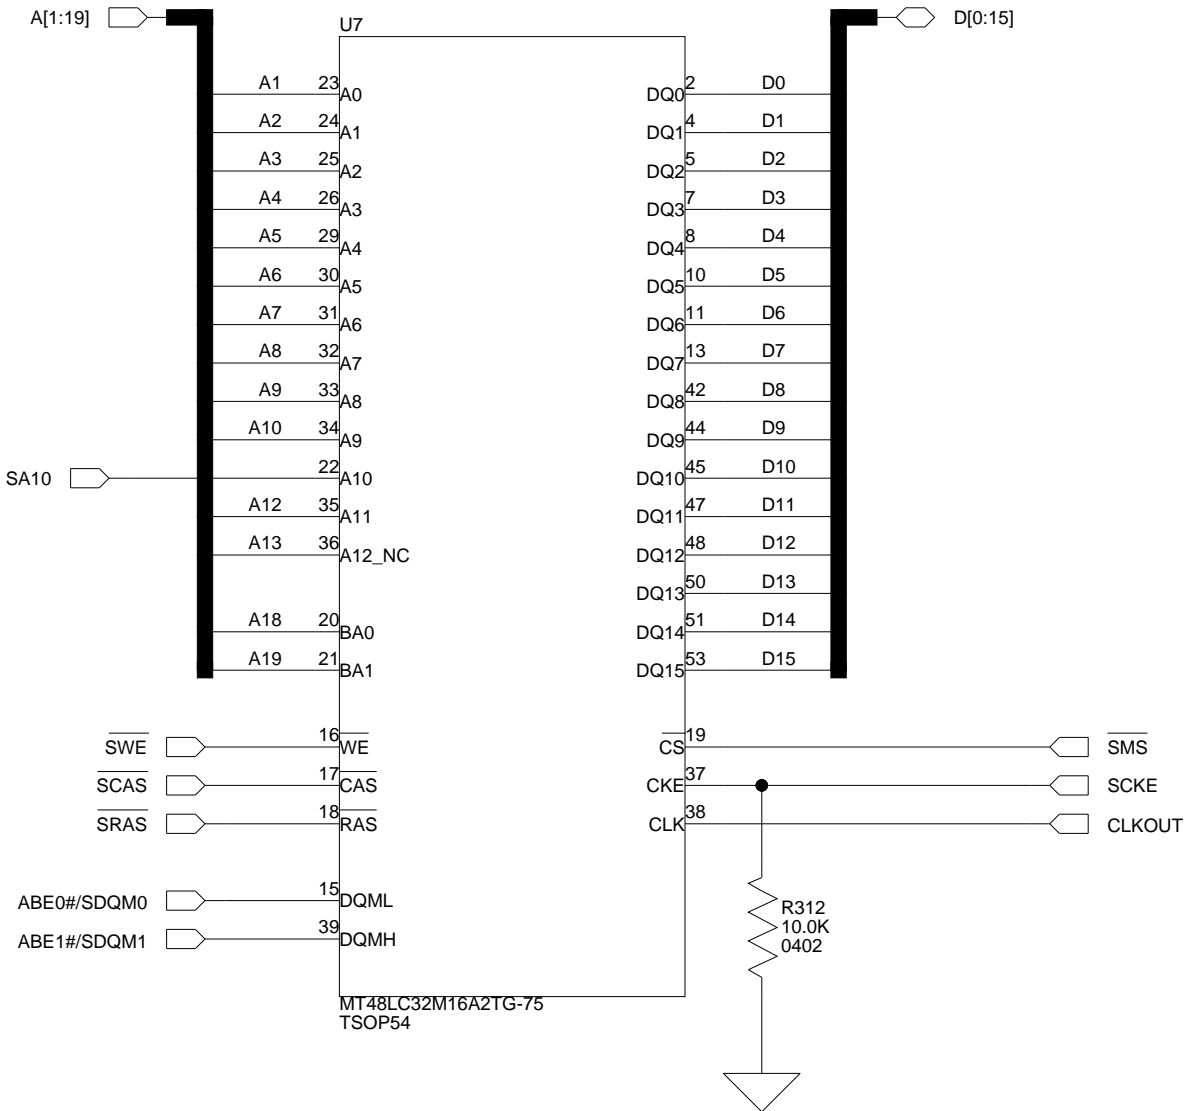 A[1:19] D[0:15]
U7
A1 23 A0 DQ0 2 D0
A2 24 A1 DQ1 4 D1
A3 25 A2 DQ2 5 D2
A4 26 A3 DQ3 7 D3
A5 29 A4 DQ4 8 D4
A6 30 A5 DQ5 10 D5
A7 31 A6 DQ6 11 D6
A8 32 A7 DQ7 13 D7
A9 33 A8 DQ8 42 D8
A10 34 A9 DQ9 44 D9
SA10 22 A10 DQ10 45 D10
A12 35 A11 DQ11 47 D11
A13 36 A12_NC DQ12 48 D12
DQ13 50 D13
A18 20 BA0 DQ14 51 D14
A19 21 BA1 DQ15 53 D15
SWE 16 WE CS 19 SMS
SCAS 17 CAS CKE 37 SCKE
SRAS 18 RAS CLK 38 CLKOUT
ABE0#/SDQM0 15 DQML
ABE1#/SDQM1 39 DQMH
R312
10.0K
0402
MT48LC32M16A2TG-75
TSOP54